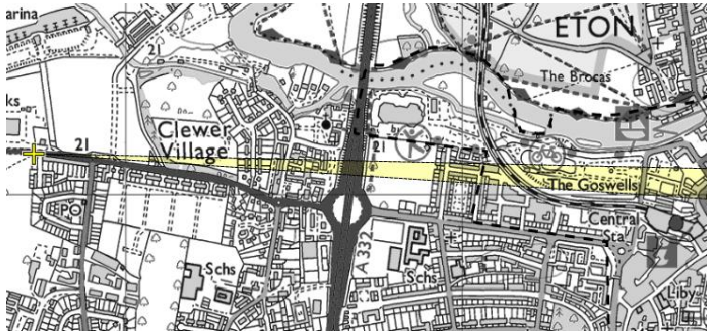 arina
21
ETON
The Brocas
ks
Clewer
Village
21
21
The Goswells
PO
Central
Sta
A 332
Schs
Schs
Liby